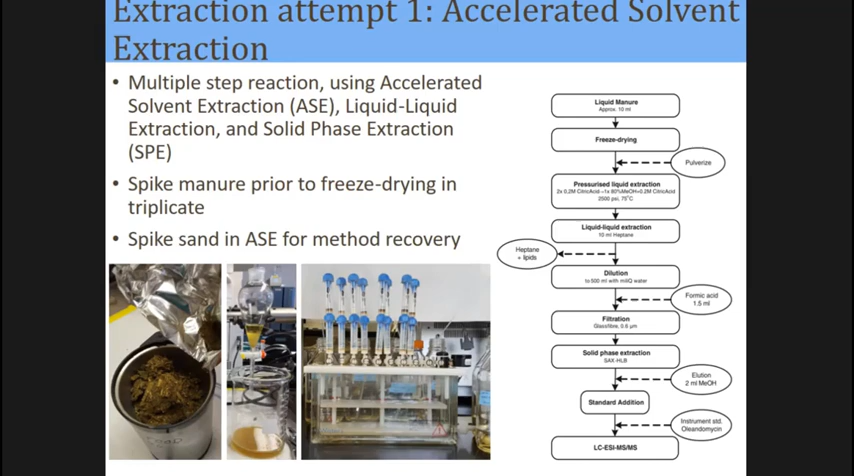 Extraction attempt 1: Accelerated Solvent
Extraction
• Multiple step reaction, using Accelerated
Solvent Extraction (ASE), Liquid-Liquid
Extraction, and Solid Phase Extraction
(SPE)
• Spike manure prior to freeze-drying in
triplicate
• Spike sand in ASE for method recovery
Liquid Manure
Approx. 10 ml
Freeze-drying
Pulverize
Pressurised liquid extraction
2x 0,2M CitricAcid –1x 80%MeOH+0.2M CitricAcid
2500 psi, 75°C
Liquid-liquid extraction
10 ml Heptane
Heptane
+ lipids
Dilution
to 500 ml with miliQ water
Formic acid
1.5 ml
Filtration
Glassfibre, 0.6 µm
Solid phase extraction
SAX-HLB
Elution
2 ml MeOH
Standard Addition
Instrument std.
Oleandomycin
LC-ESI-MS/MS